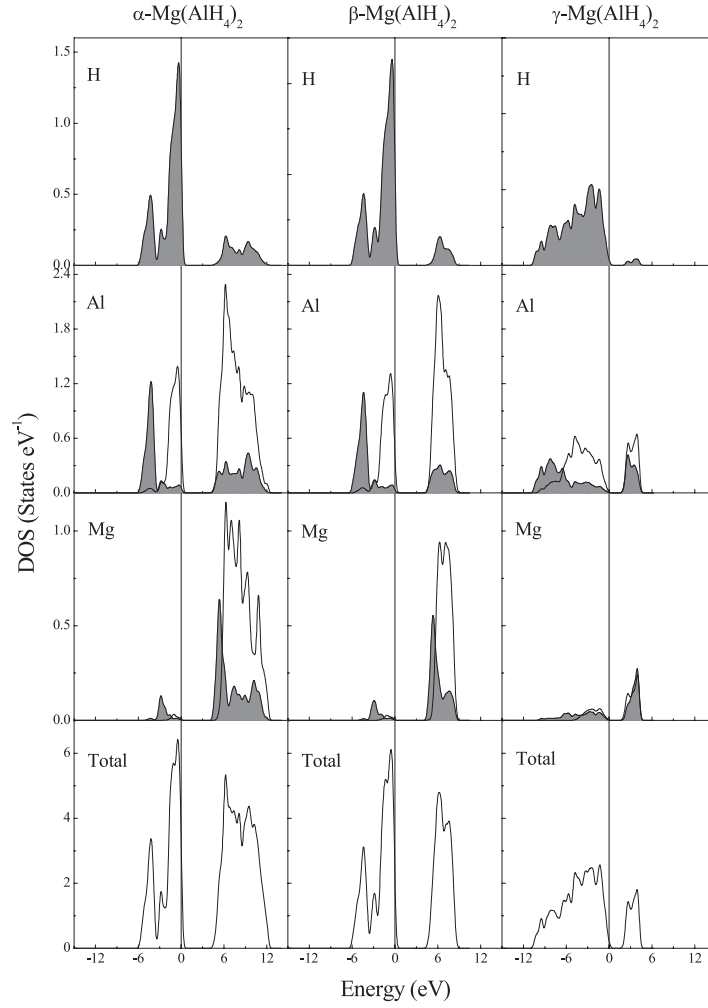 α-Mg(AlH4)2 β-Mg(AlH4)2 γ-Mg(AlH4)2
1.5
H H H
1.0
0.5
0.0
2.4
Al Al Al
1.8
1.2
0.6
0.0
Mg Mg Mg
1.0
0.5
0.0
Total Total Total
6
4
2
0
-12 -6 0 6 12 -12 -6 0 6 12 -12 -6 0 6 12
DOS (States eV-1)
Energy (eV)